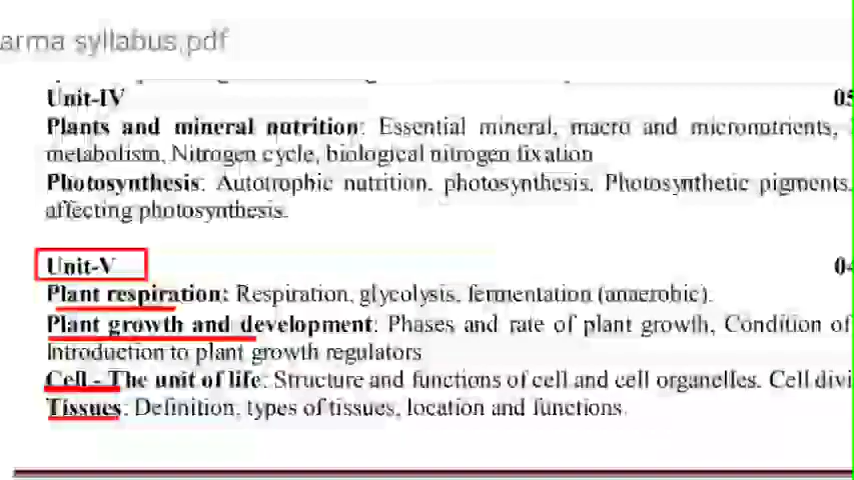 arma syllabus.pdf
Unit-IV 05
Plants and mineral nutrition: Essential mineral, macro and micronutrients,
metabolism, Nitrogen cycle, biological nitrogen fixation
Photosynthesis: Autotrophic nutrition, photosynthesis, Photosynthetic pigments,
affecting photosynthesis.
Unit-V 04
Plant respiration: Respiration, glycolysis, fermentation (anaerobic).
Plant growth and development: Phases and rate of plant growth, Condition of
Introduction to plant growth regulators
Cell - The unit of life: Structure and functions of cell and cell organelles. Cell divi
Tissues: Definition, types of tissues, location and functions.